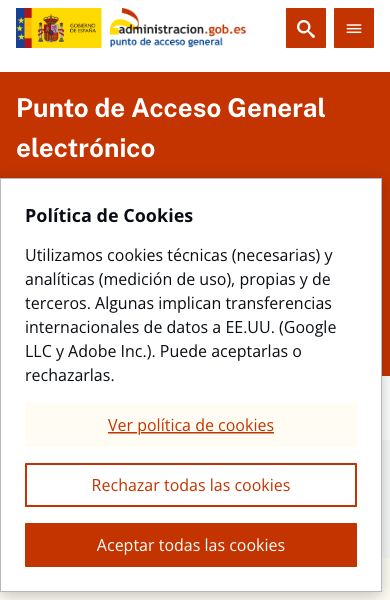 GOBIERNO
DE ESPAÑA
administracion.gob.es
punto de acceso general
Punto de Acceso General
electrónico
Política de Cookies
Utilizamos cookies técnicas (necesarias) y
analíticas (medición de uso), propias y de
terceros. Algunas implican transferencias
internacionales de datos a EE.UU. (Google
LLC y Adobe Inc.). Puede aceptarlas o
rechazarlas.
Ver política de cookies
Rechazar todas las cookies
Aceptar todas las cookies